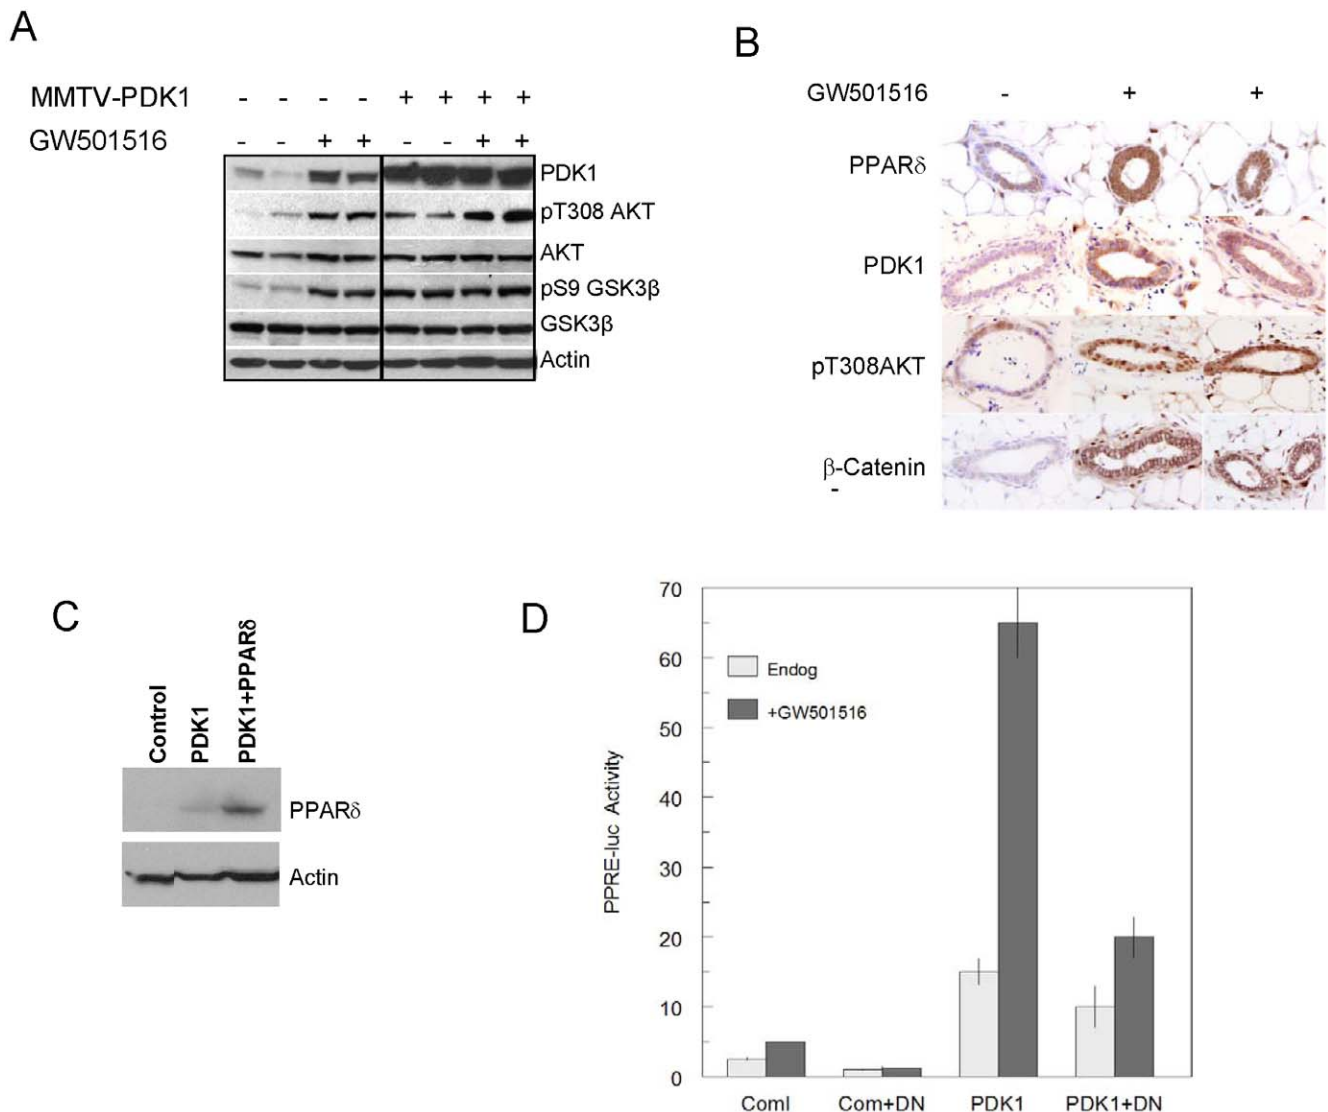 A
MMTV-PDK1 - - - - + + + +
GW501516 - - + + - - + +
PDK1
pT308 AKT
AKT
pS9 GSK3β
GSK3β
Actin
B
GW501516 - + +
PPARδ
PDK1
pT308AKT
β-Catenin
-
C
Control
PDK1
PDK1+PPARδ
PPARδ
Actin
D
PPRE-luc Activity
70
60
50
40
30
20
10
0
Endog
+GW501516
Coml Com+DN PDK1 PDK1+DN